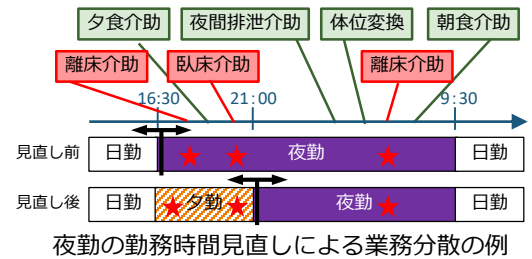 夕食介助 夜間排泄介助 体位変換 朝食介助
離床介助 臥床介助 離床介助
16:30 21:00 9:30
見直し前 日勤 夜勤 日勤
見直し後 日勤 夕勤 夜勤 日勤
夜勤の勤務時間見直しによる業務分散の例